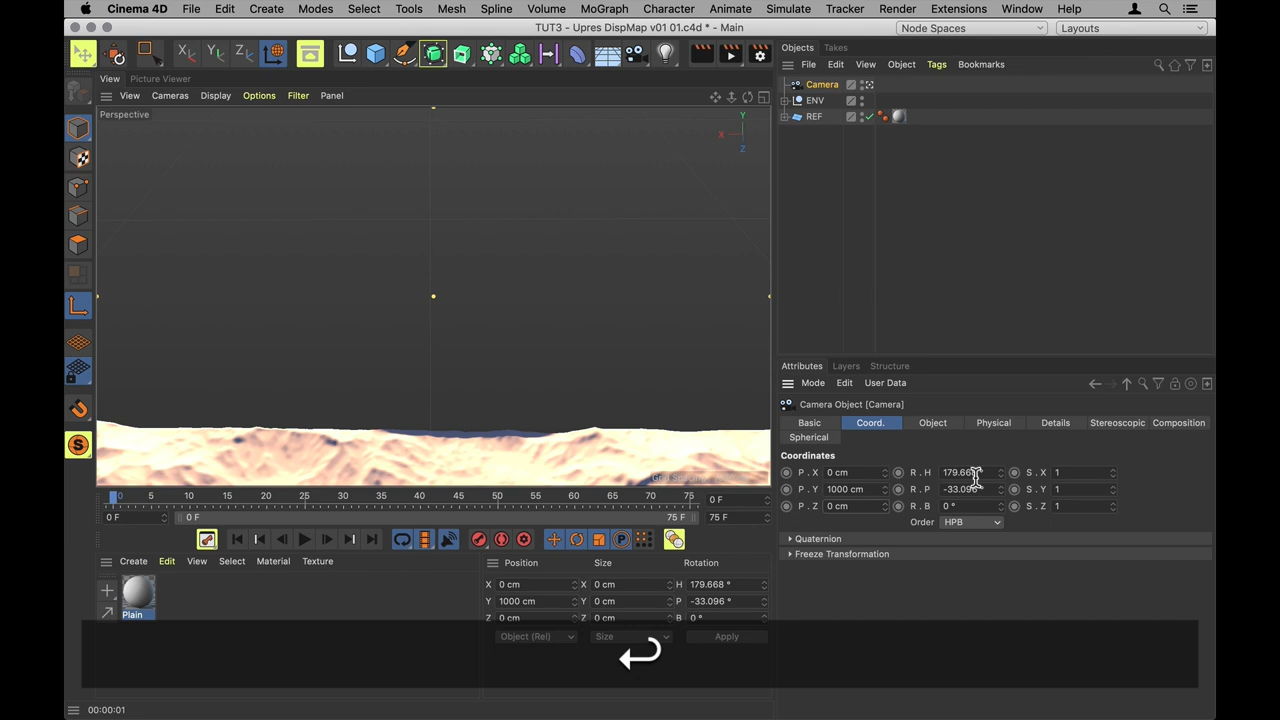 Cinema 4D File Edit Create Modes Select Tools Mesh Spline Volume MoGraph Character Animate Simulate Tracker Render Extensions Window Help
TUT3 - Upres DispMap v01 01.c4d * - Main
Node Spaces
Layouts
X Y Z
Objects Takes
File Edit View Object Tags Bookmarks
View Picture Viewer
View Cameras Display Options Filter Panel
Perspective
Y
X
Z
Camera
ENV
REF
S
Attributes Layers Structure
Mode Edit User Data
Camera Object [Camera]
Basic Coord. Object Physical Details Stereoscopic Composition
Spherical
Coordinates
P . X 0 cm R . H S . X 1
P . Y 1000 cm R . P -33.096 S . Y 1
P . Z 0 cm R . B 0 ° S . Z 1
Order HPB
Quaternion
Freeze Transformation
0 5 10 15 20 25 30 35 40 45 50 55 60 65 70 75
0 F
0 F 0 F 75 F 75 F
P
Create Edit View Select Material Texture
Plain
Position Size Rotation
X 0 cm X 0 cm H 179.668 °
Y 1000 cm Y 0 cm P -33.096 °
Z 0 cm Z 0 cm B 0 °
Object (Rel) Size Apply
00:00:01